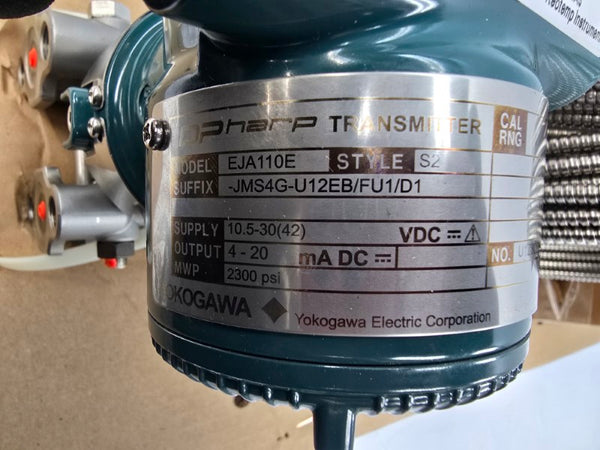 DPharp TRANSMITTER CAL RNG
MODEL EJA110E STYLE S2
SUFFIX -JMS4G-U12EB/FU1/D1
SUPPLY 10.5-30(42) VDC
OUTPUT 4 - 20 mA DC NO.
MWP 2300 psi
YOKOGAWA
Yokogawa Electric Corporation